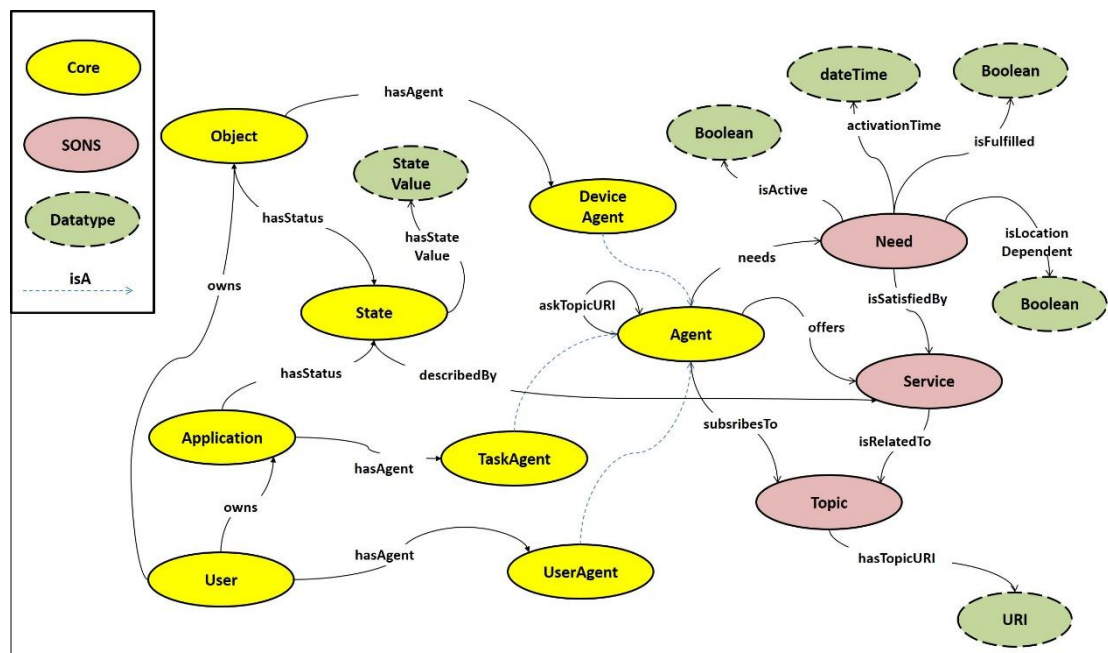 Core
SONS
Datatype
isA
Object
hasAgent
hasStatus
State
Value
hasState
Value
owns
State
hasStatus
describedBy
Application
hasAgent
TaskAgent
owns
User
hasAgent
UserAgent
Device
Agent
askTopicURI
Agent
needs
offers
subsribesTo
dateTime
Boolean
Boolean
activationTime
isFulfilled
isActive
Need
isLocation
Dependent
Boolean
isSatisfiedBy
Service
isRelatedTo
Topic
hasTopicURI
URI